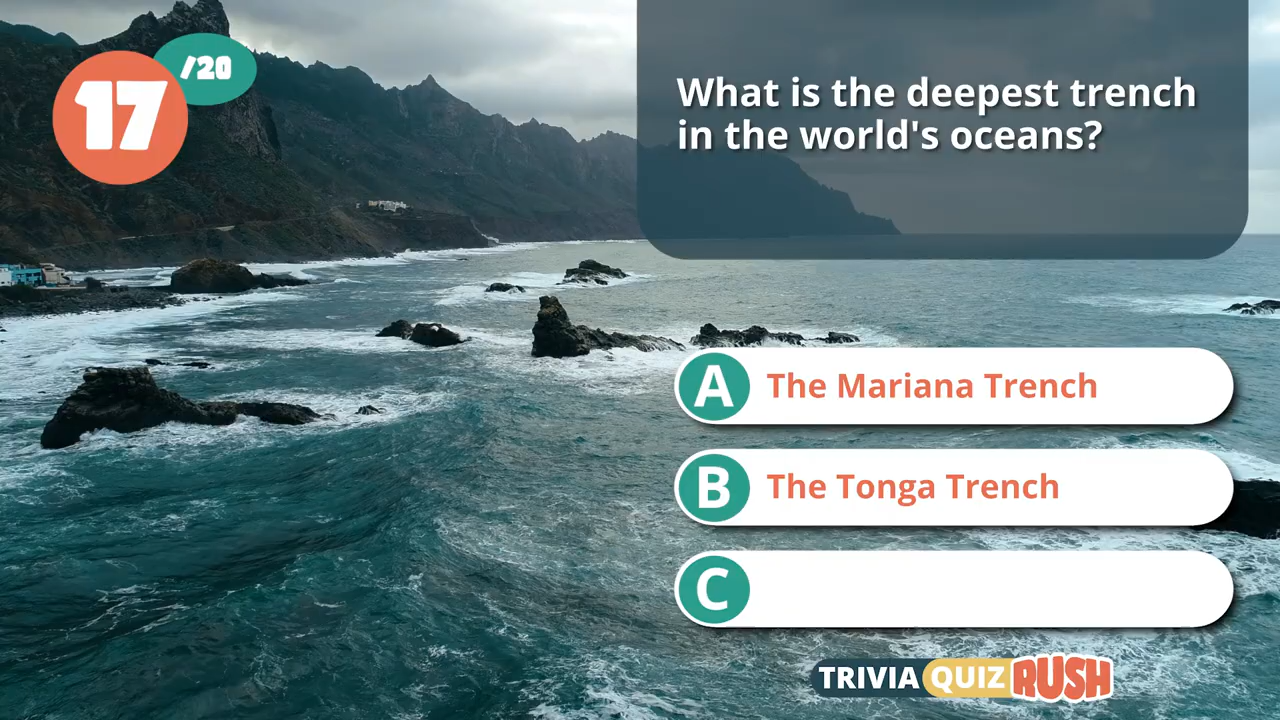 17
/20
What is the deepest trench
in the world's oceans?
A
The Mariana Trench
B
The Tonga Trench
C
TRIVIA QUIZ RUSH